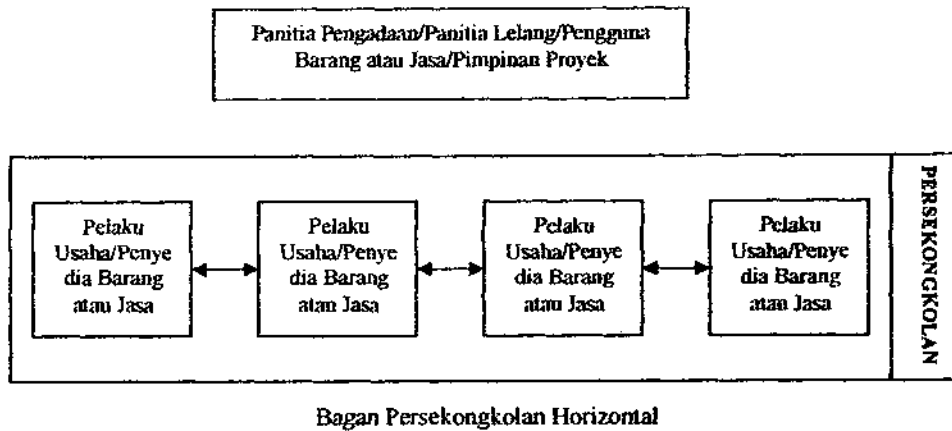 Panitia Pengadaan/Panitia Lelang/Pengguna
Barang atau Jasa/Pimpinan Proyek
Pelaku
Usaha/Penye
dia Barang
atau Jasa
Pelaku
Usaha/Penye
dia Barang
atau Jasa
Pelaku
Usaha/Penye
dia Barang
atau Jasa
Pelaku
Usaha/Penye
dia Barang
atau Jasa
PERSEKONGKOLAN
Bagan Persekongkolan Horizontal